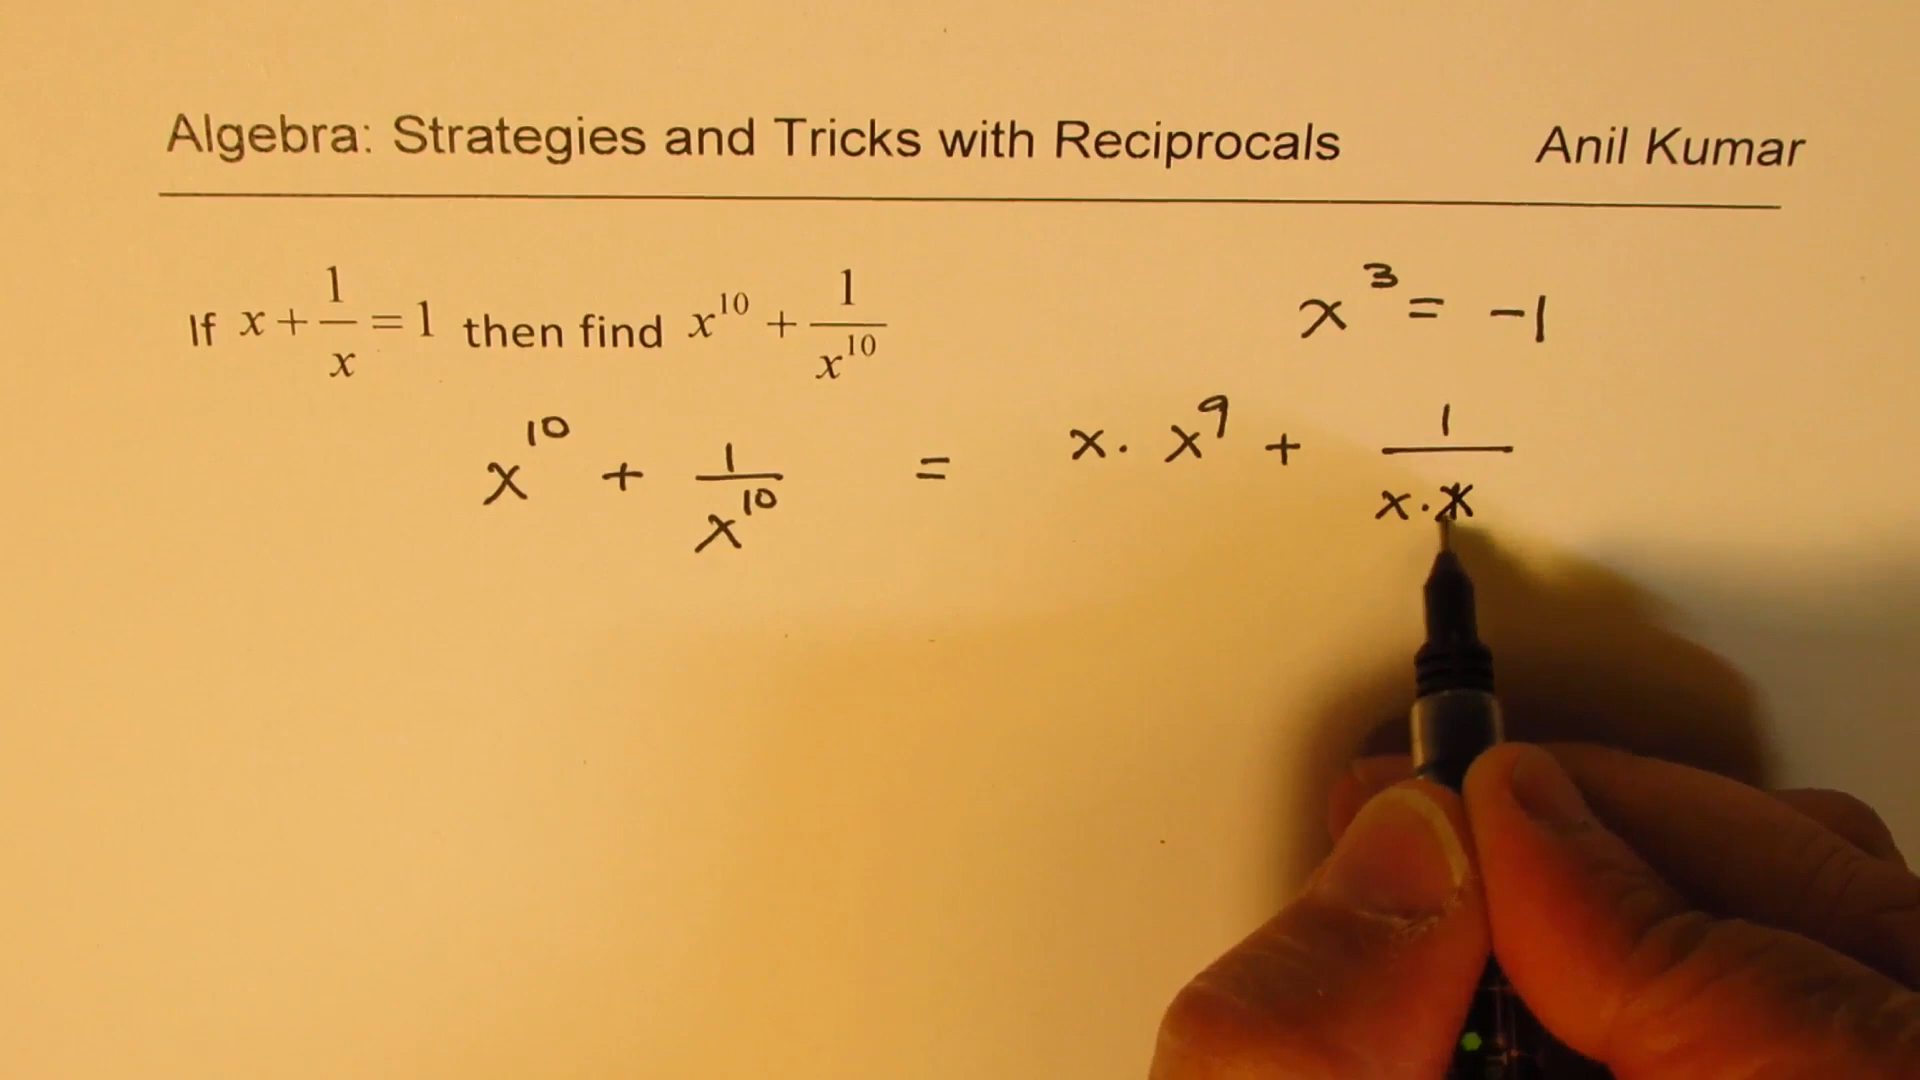 Algebra: Strategies and Tricks with Reciprocals Anil Kumar
If x + 1/x = 1 then find x^10 + 1/x^10
x^3 = -1
x^10 + 1/x^10 = x · x^9 + 1/(x · x